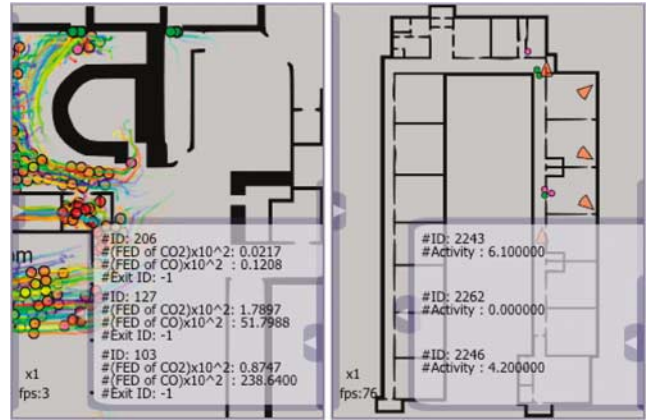 #ID: 206
#(FED of CO2)x10^2: 0.0217
#(FED of CO)x10^2 : 0.1208
#Exit ID: -1
#ID: 127
#(FED of CO2)x10^2: 1.7897
#(FED of CO)x10^2 : 51.7988
#Exit ID: -1
#ID: 103
#(FED of CO2)x10^2: 0.8747
#(FED of CO)x10^2 : 238.6400
#Exit ID: -1
x1
fps:3
#ID: 2243
#Activity : 6.100000
#ID: 2262
#Activity : 0.000000
#ID: 2246
#Activity : 4.200000
x1
fps:76